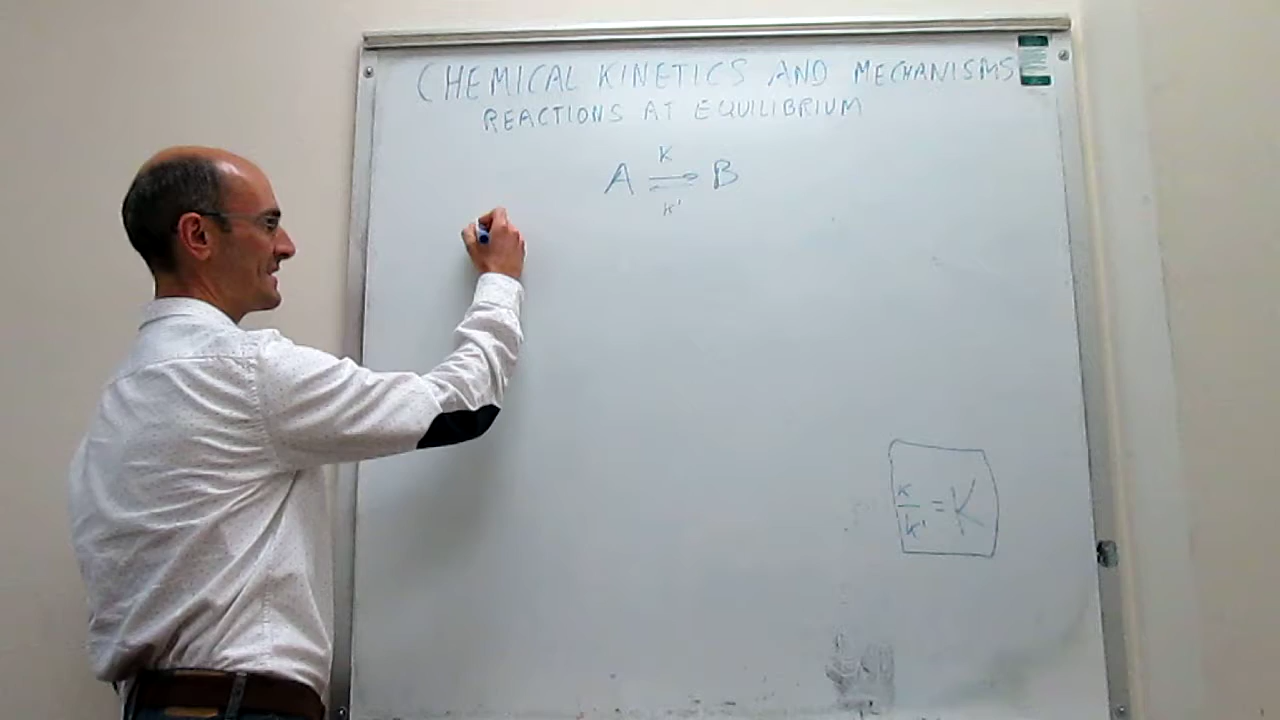 CHEMICAL KINETICS AND MECHANISMS
REACTIONS AT EQUILIBRIUM
k
A ⇌ B
k'
k/k' = K